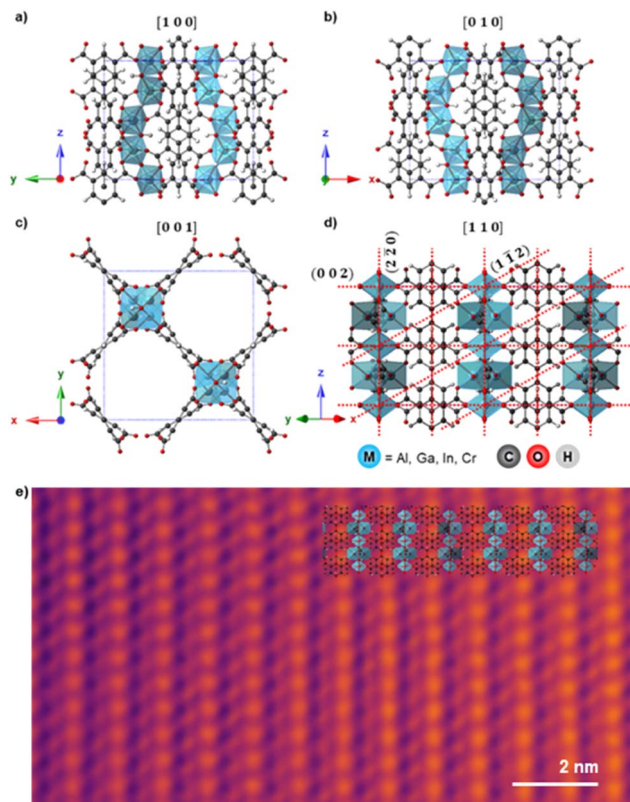 a) [1 0 0]
b) [0 1 0]
z
y
z
y x
c) [0 0 1]
d) [1 1 0]
(0 0 2)
(2 2̄ 0)
(1 1̄ 2)
y
x z
z
y x
M = Al, Ga, In, Cr C O H
e)
2 nm